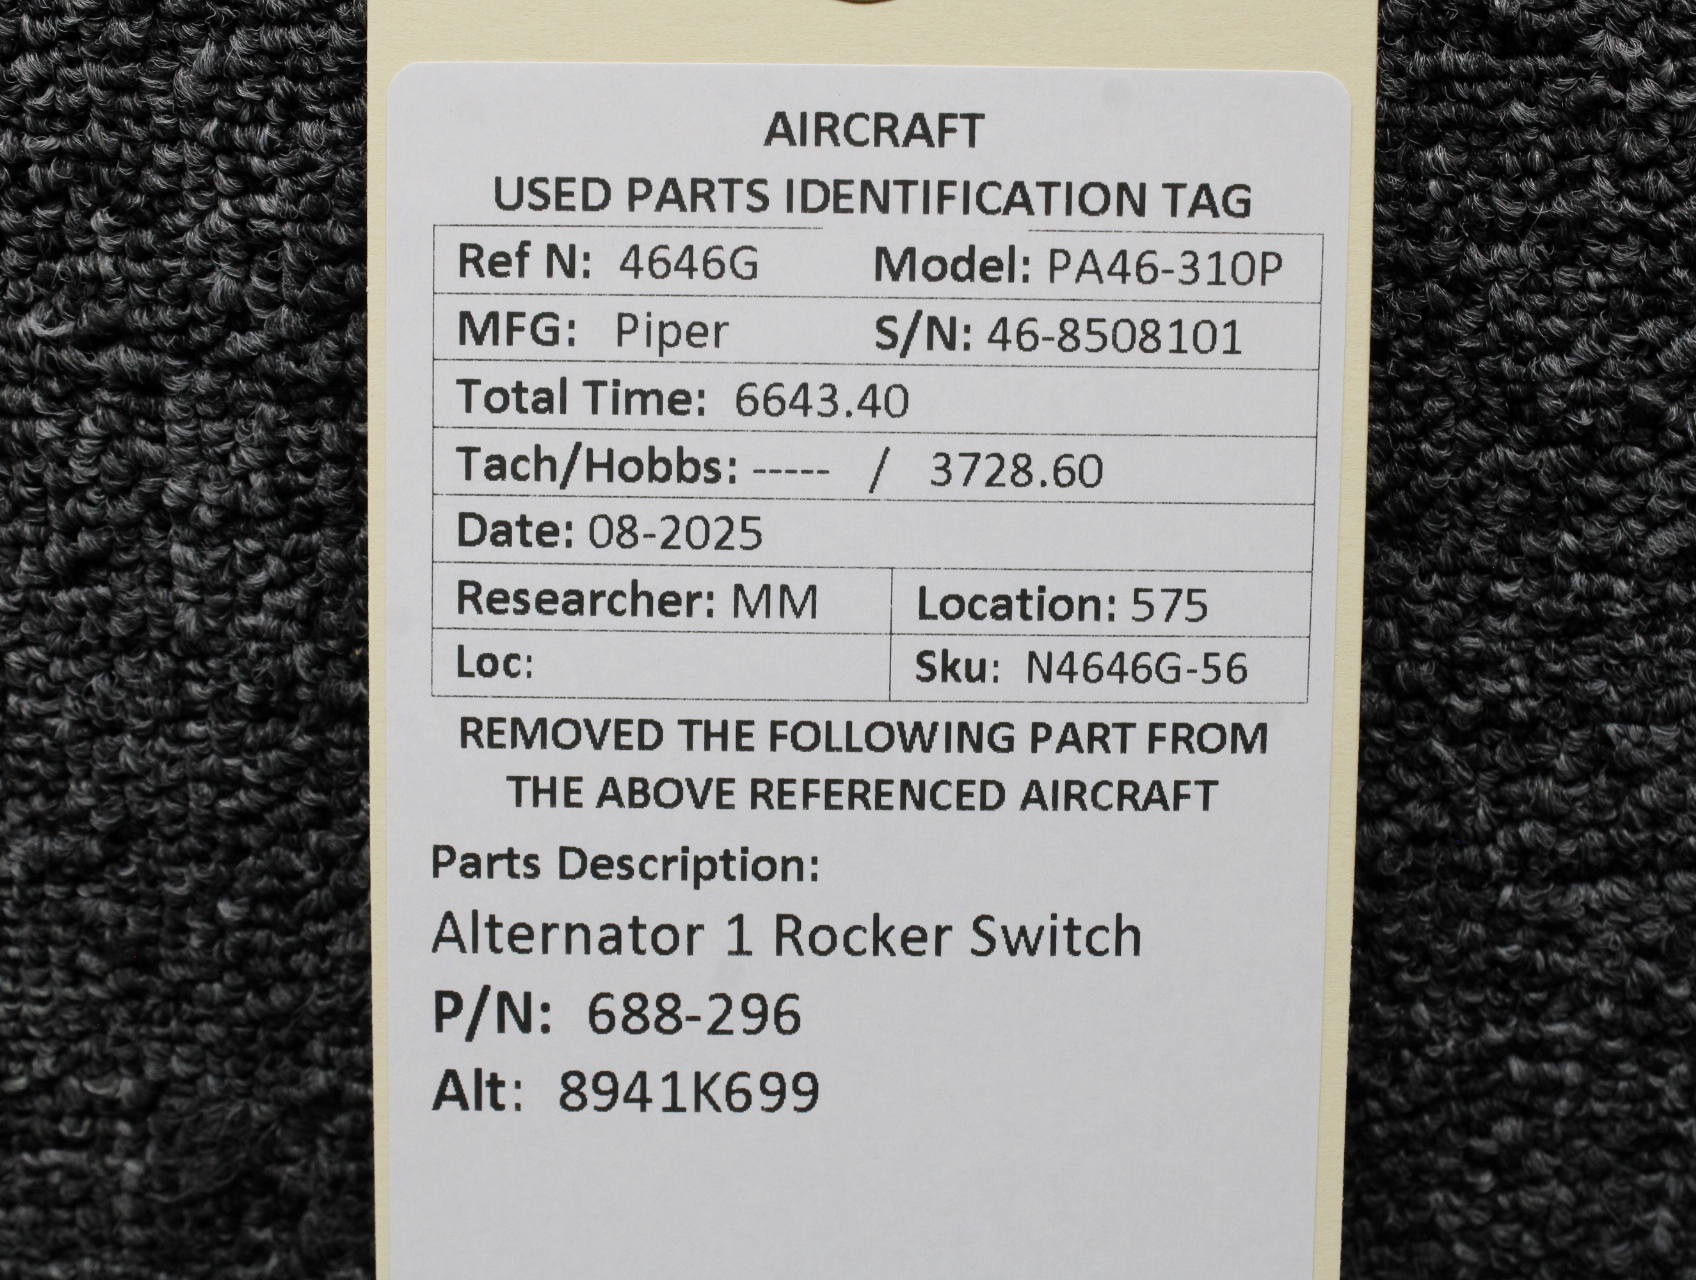 AIRCRAFT
USED PARTS IDENTIFICATION TAG
Ref N: 4646G Model: PA46-310P
MFG: Piper S/N: 46-8508101
Total Time: 6643.40
Tach/Hobbs: ----- / 3728.60
Date: 08-2025
Researcher: MM Location: 575
Loc: Sku: N4646G-56
REMOVED THE FOLLOWING PART FROM
THE ABOVE REFERENCED AIRCRAFT
Parts Description:
Alternator 1 Rocker Switch
P/N: 688-296
Alt: 8941K699